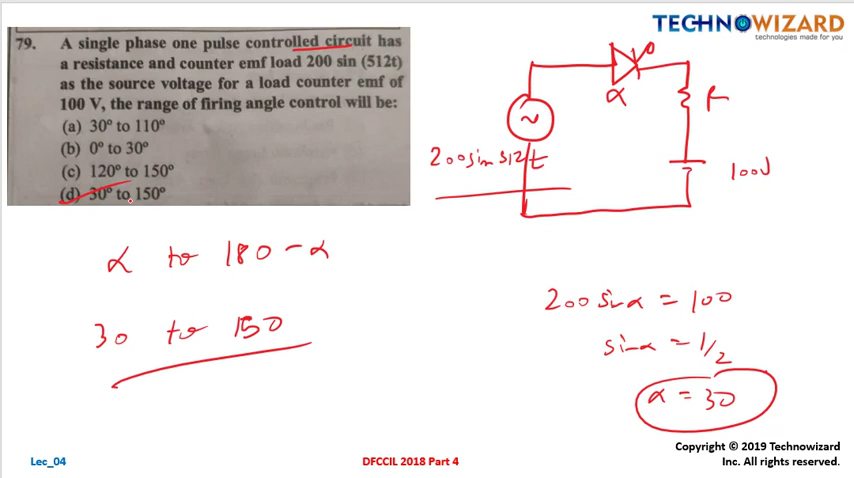 TECHNOWIZARD
technologies made for you
79. A single phase one pulse controlled circuit has
a resistance and counter emf load 200 sin (512t)
as the source voltage for a load counter emf of
100 V, the range of firing angle control will be:
(a) 30° to 110°
(b) 0° to 30°
(c) 120° to 150°
(d) 30° to 150°
α
R
~
200 sin 512t
100V
α to 180 - α
30 to 150
200 sin α = 100
sin α = 1/2
α = 30
Lec_04
DFCCIL 2018 Part 4
Copyright © 2019 Technowizard
Inc. All rights reserved.